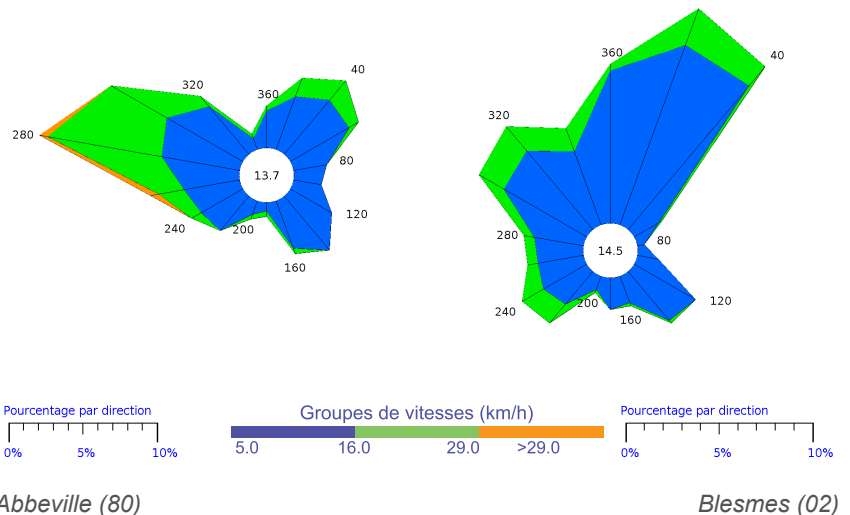 320
360
40
280
80
13.7
120
240
200
160
360
40
320
280
80
14.5
240
200
160
120
Pourcentage par direction
0% 5% 10%
Groupes de vitesses (km/h)
5.0 16.0 29.0 >29.0
Pourcentage par direction
0% 5% 10%
Abbeville (80)
Blesmes (02)